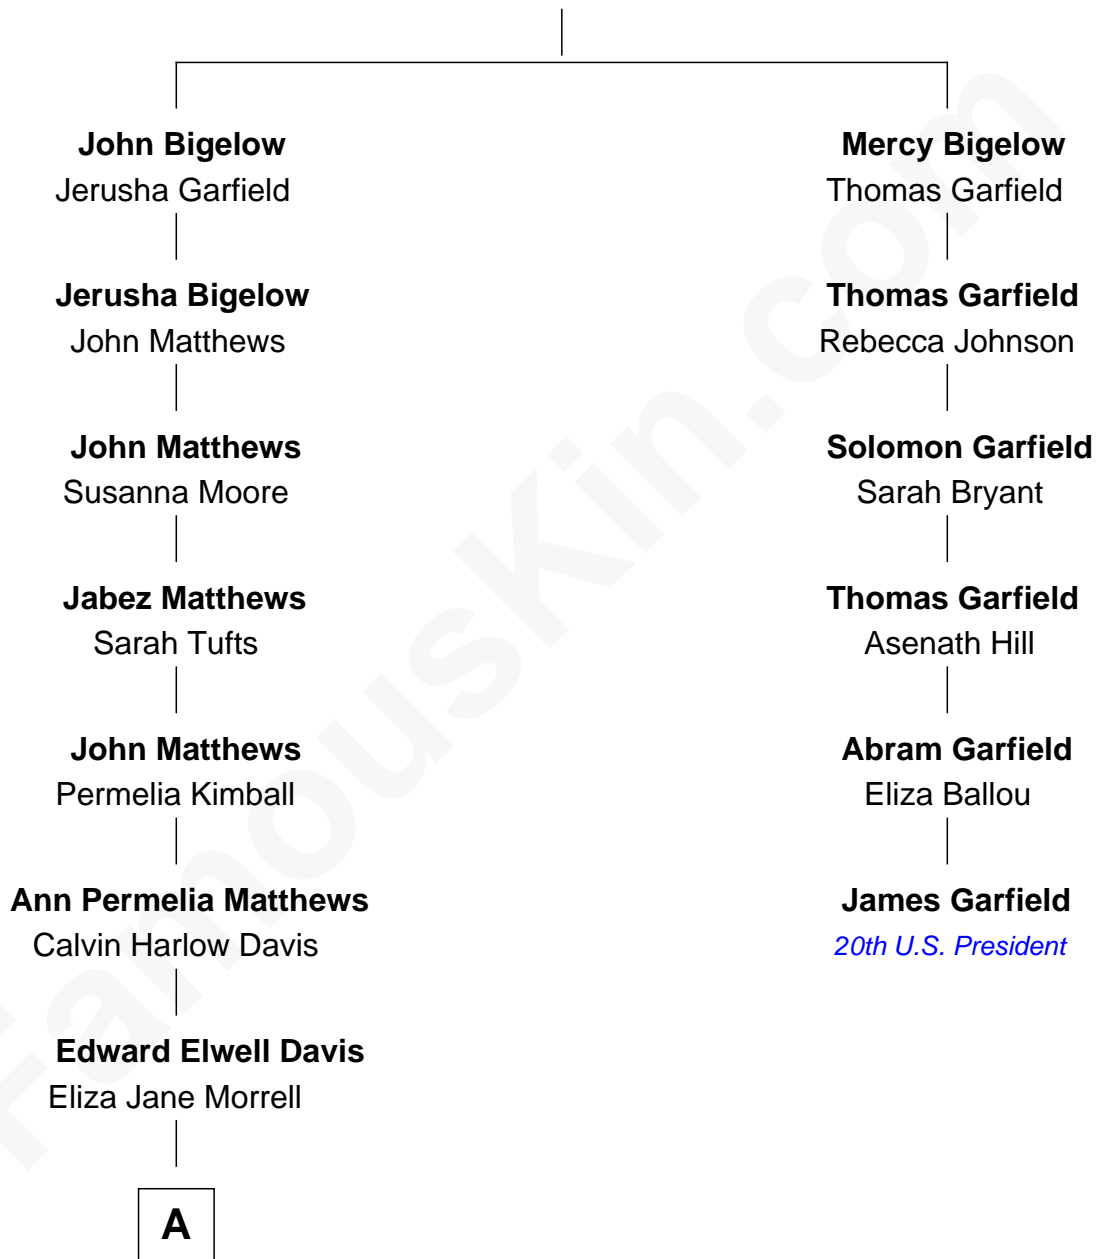 John Bigelow
Jerusha Garfield
Mercy Bigelow
Thomas Garfield
Jerusha Bigelow
John Matthews
Thomas Garfield
Rebecca Johnson
John Matthews
Susanna Moore
Solomon Garfield
Sarah Bryant
Jabez Matthews
Sarah Tufts
Thomas Garfield
Asenath Hill
John Matthews
Permelia Kimball
Abram Garfield
Eliza Ballou
Ann Permelia Matthews
Calvin Harlow Davis
James Garfield
20th U.S. President
Edward Elwell Davis
Eliza Jane Morrell
A
FamousKin.com